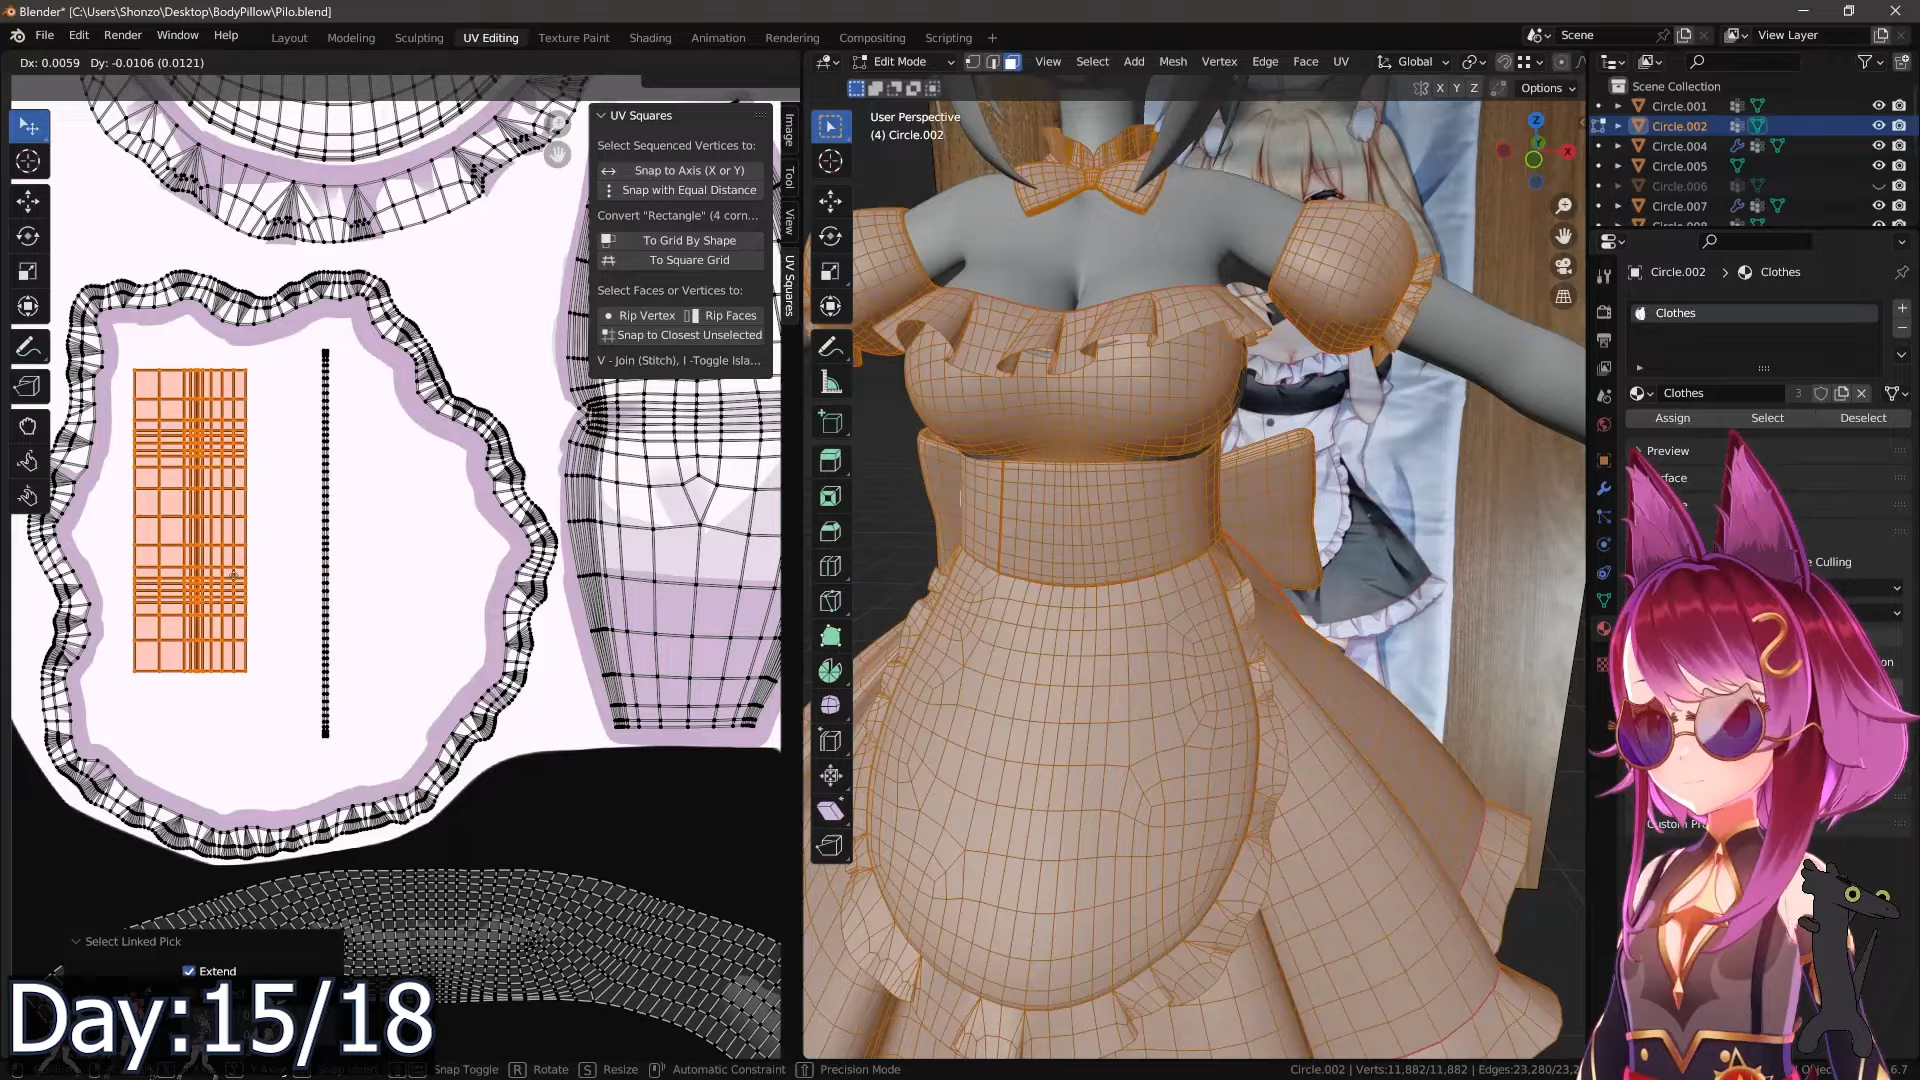 Blender* [C:\Users\Shonzo\Desktop\BodyPillow\Pilo.blend]
File Edit Render Window Help
Layout Modeling Sculpting UV Editing Texture Paint Shading Animation Rendering Compositing Scripting +
Scene
View Layer
Dx: 0.0059 Dy: -0.0106 (0.0121)
Edit Mode
View Select Add Mesh Vertex Edge Face UV
Global
X Y Z
Options
User Perspective
(4) Circle.002
Z
X
UV Squares
Select Sequenced Vertices to:
Snap to Axis (X or Y)
Snap with Equal Distance
Convert "Rectangle" (4 corn...
To Grid By Shape
To Square Grid
Select Faces or Vertices to:
Rip Vertex
Rip Faces
Snap to Closest Unselected
V - Join (Stitch), I -Toggle Isla...
Image
Tool
View
UV Squares
Scene Collection
Circle.001
Circle.002
Circle.004
Circle.005
Circle.006
Circle.007
Circle.002 > Clothes
Clothes
Clothes
3
Assign
Select
Deselect
Preview
rface
e Culling
on
Custom Pr
Select Linked Pick
Extend
Day:15/18
Snap Toggle
R Rotate
S Resize
Automatic Constraint
Precision Mode
Circle.002 | Verts:11,882/11,882 | Edges:23,280/23,2
6.7